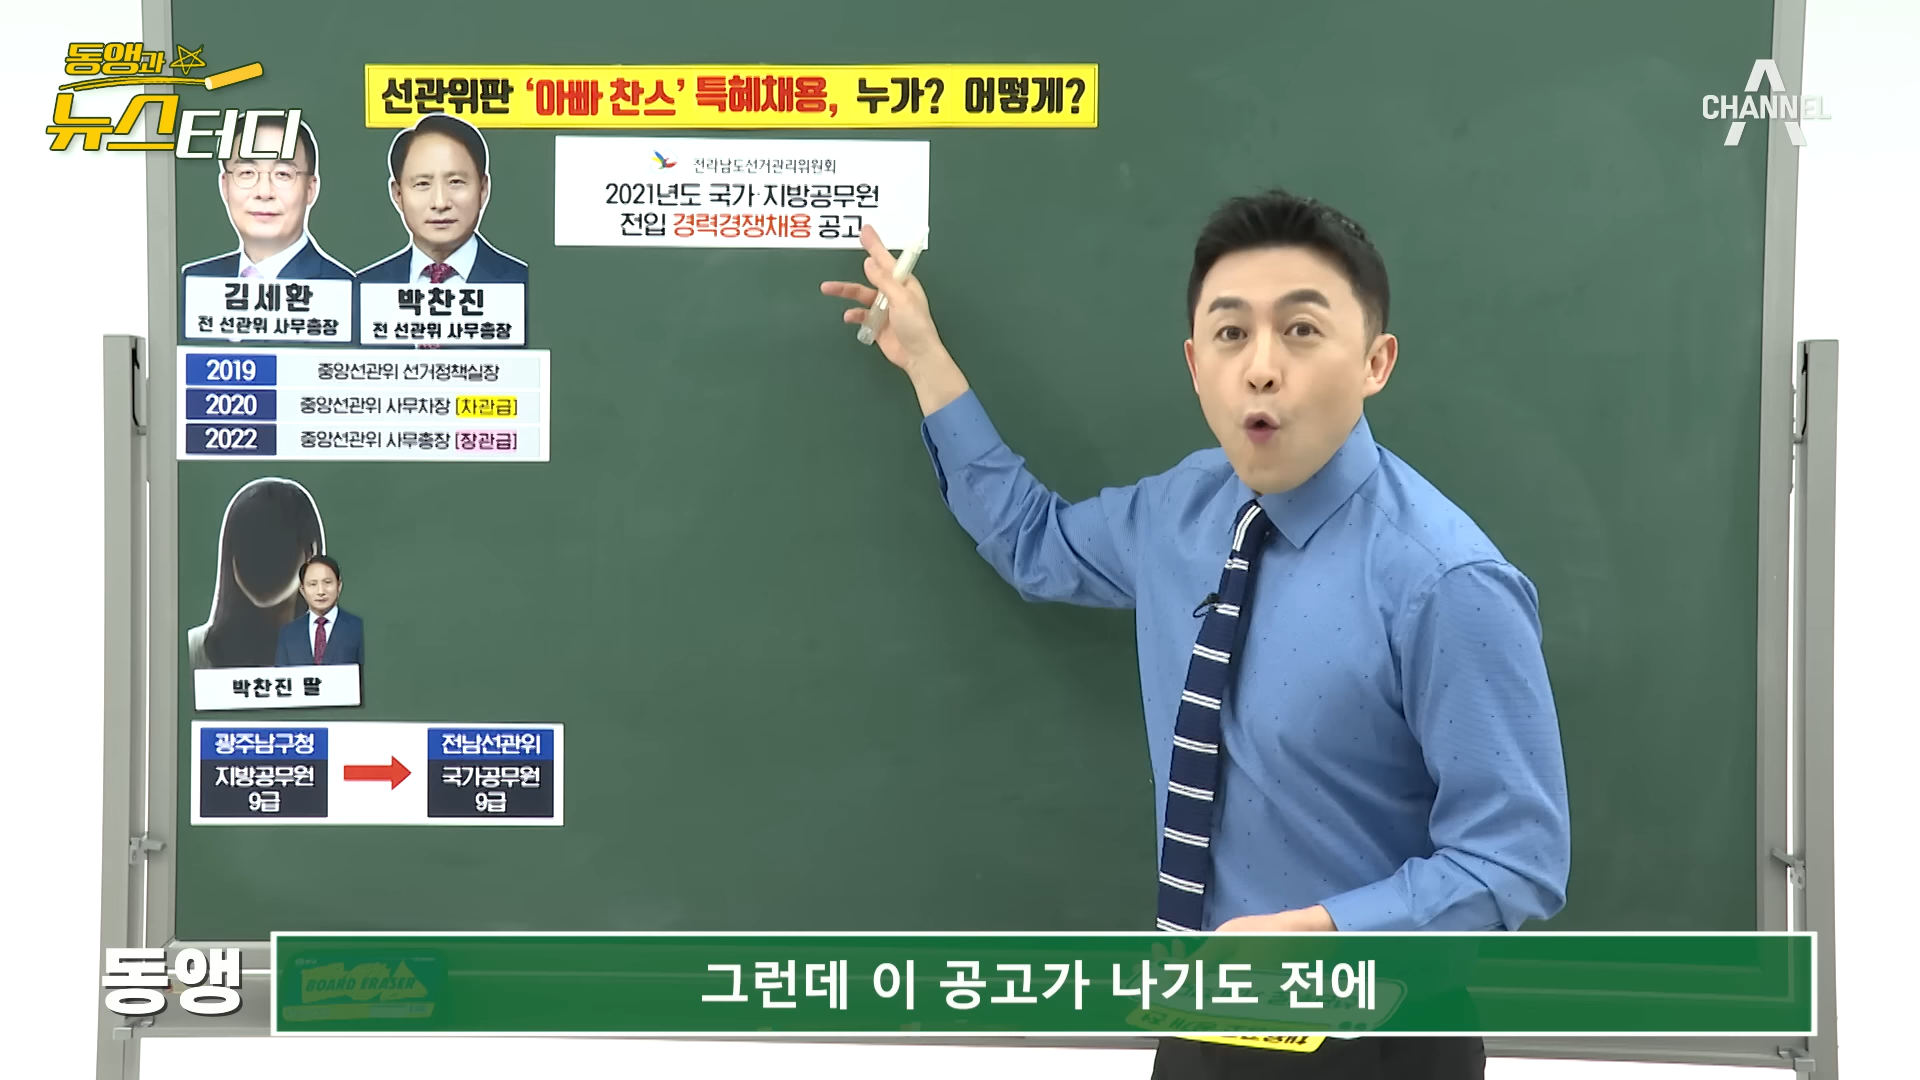 동앵과
뉴스터디
선관위판 ‘아빠 찬스’ 특혜채용, 누가? 어떻게?
CHANNEL A
전라남도선거관리위원회
2021년도 국가·지방공무원
전입 경력경쟁채용 공고
김세환
전 선관위 사무총장
박찬진
전 선관위 사무총장
2019 중앙선관위 선거정책실장
2020 중앙선관위 사무차장 [차관급]
2022 중앙선관위 사무총장 [장관급]
박찬진 딸
광주남구청
지방공무원
9급
전남선관위
국가공무원
9급
동앵
그런데 이 공고가 나기도 전에
BOARD ERASER